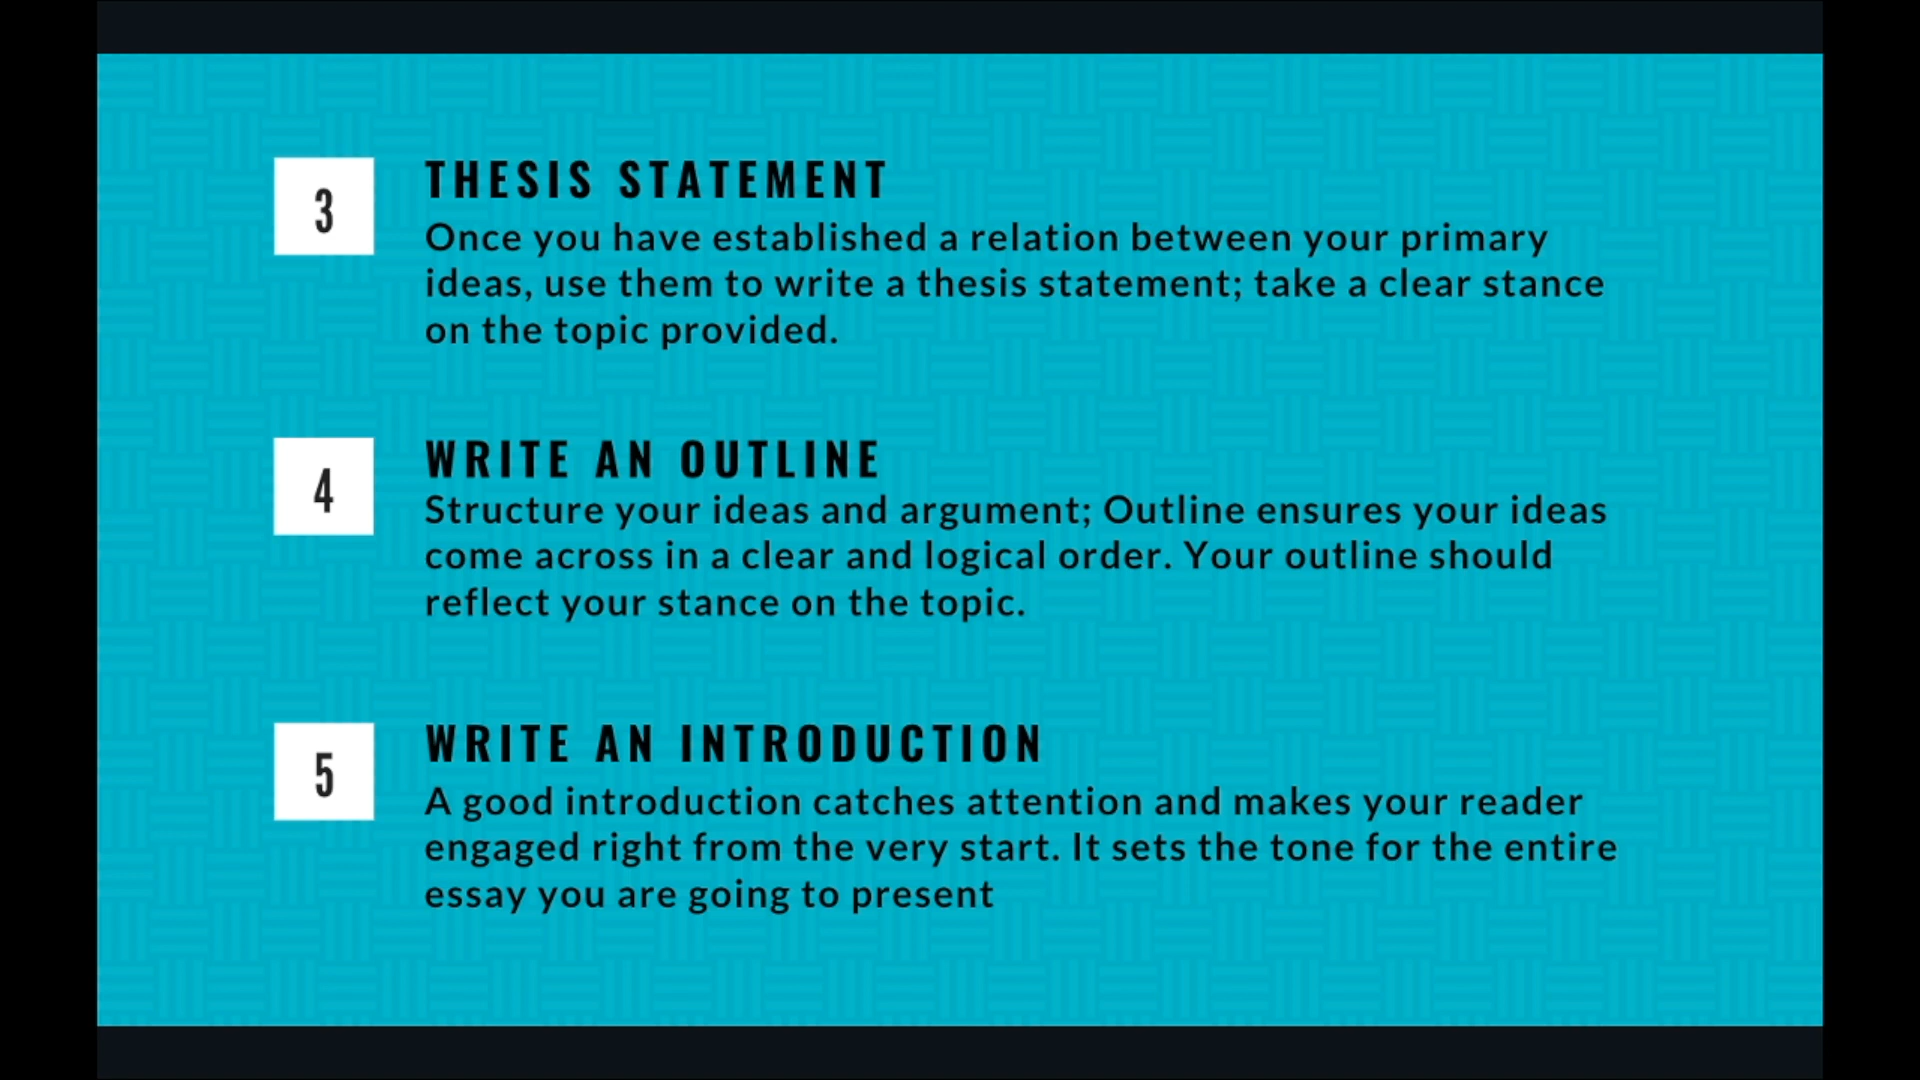 3
THESIS STATEMENT
Once you have established a relation between your primary
ideas, use them to write a thesis statement; take a clear stance
on the topic provided.
4
WRITE AN OUTLINE
Structure your ideas and argument; Outline ensures your ideas
come across in a clear and logical order. Your outline should
reflect your stance on the topic.
5
WRITE AN INTRODUCTION
A good introduction catches attention and makes your reader
engaged right from the very start. It sets the tone for the entire
essay you are going to present